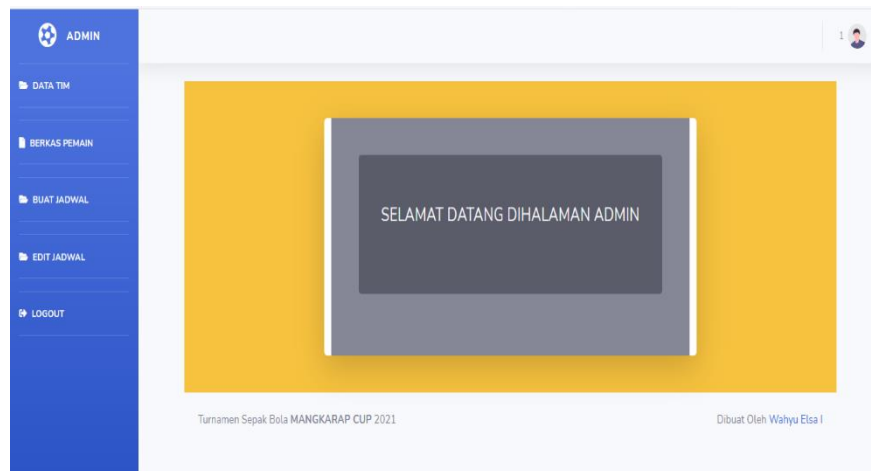 ADMIN
1
DATA TIM
BERKAS PEMAIN
BUAT JADWAL
EDIT JADWAL
LOGOUT
SELAMAT DATANG DIHALAMAN ADMIN
Turnamen Sepak Bola MANGKARAP CUP 2021
Dibuat Oleh Wahyu Elsa I